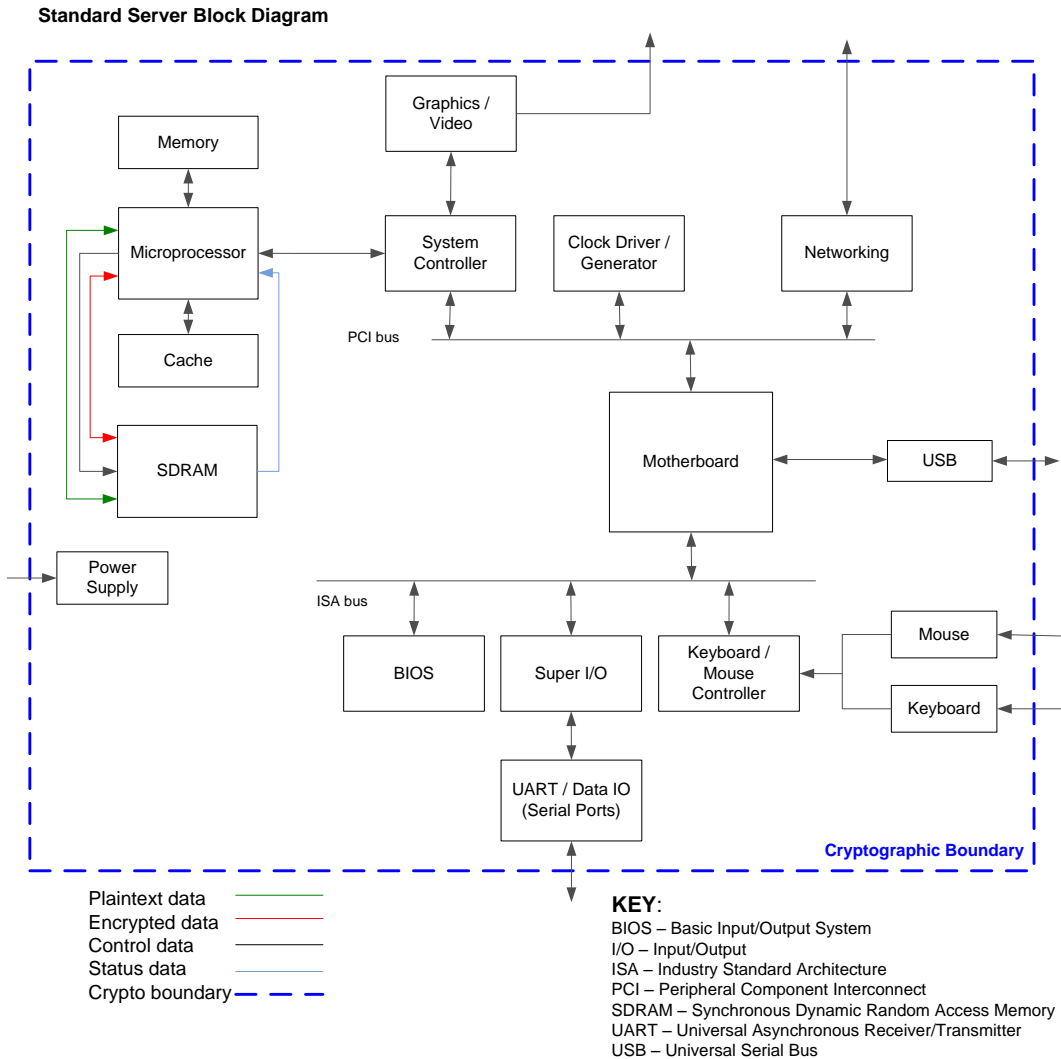 Standard Server Block Diagram
Graphics /
Video
Memory
Microprocessor
System
Controller
Clock Driver /
Generator
Networking
PCI bus
Cache
SDRAM
Motherboard
USB
Power
Supply
ISA bus
BIOS
Super I/O
Keyboard /
Mouse
Controller
Mouse
Keyboard
UART / Data IO
(Serial Ports)
Cryptographic Boundary
Plaintext data
Encrypted data
Control data
Status data
Crypto boundary
KEY:
BIOS – Basic Input/Output System
I/O – Input/Output
ISA – Industry Standard Architecture
PCI – Peripheral Component Interconnect
SDRAM – Synchronous Dynamic Random Access Memory
UART – Universal Asynchronous Receiver/Transmitter
USB – Universal Serial Bus